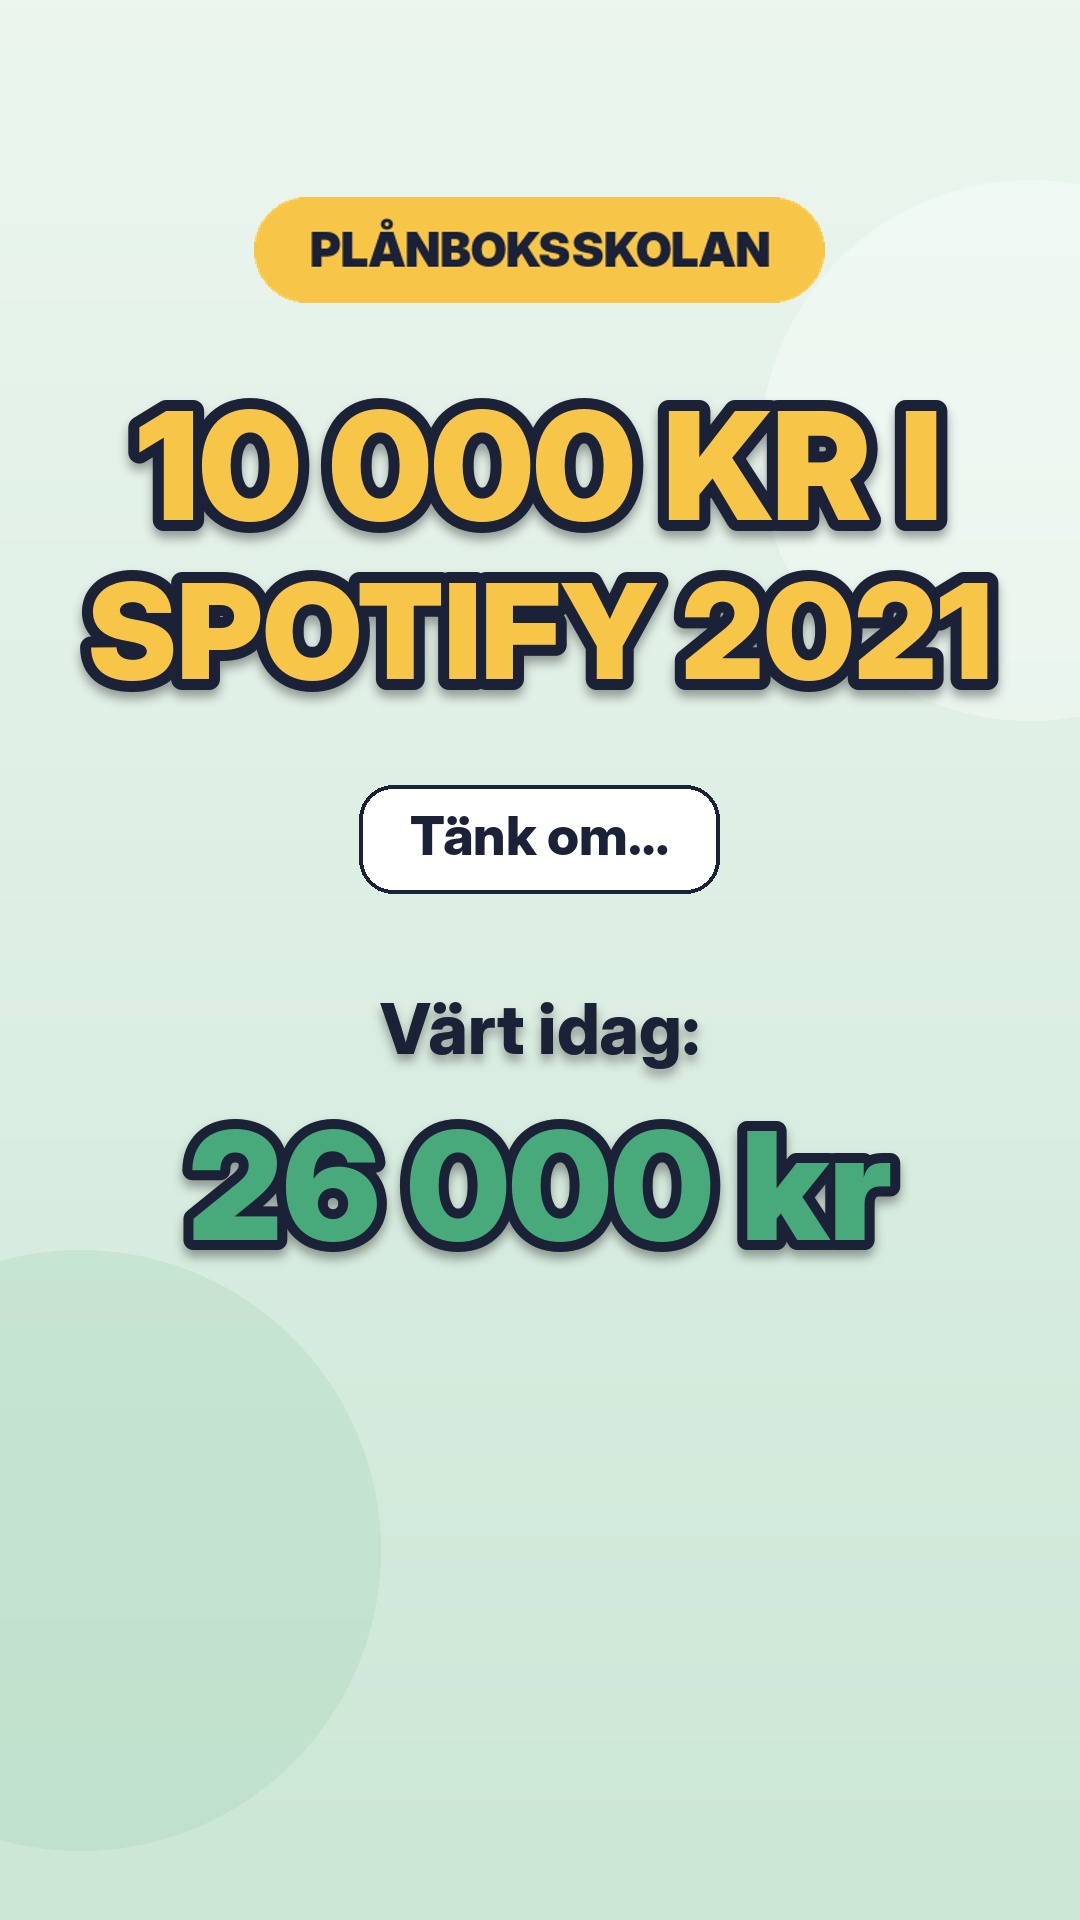 PLÅNBOKSSKOLAN
10 000 KR I
SPOTIFY 2021
Tänk om...
Värt idag:
26 000 kr